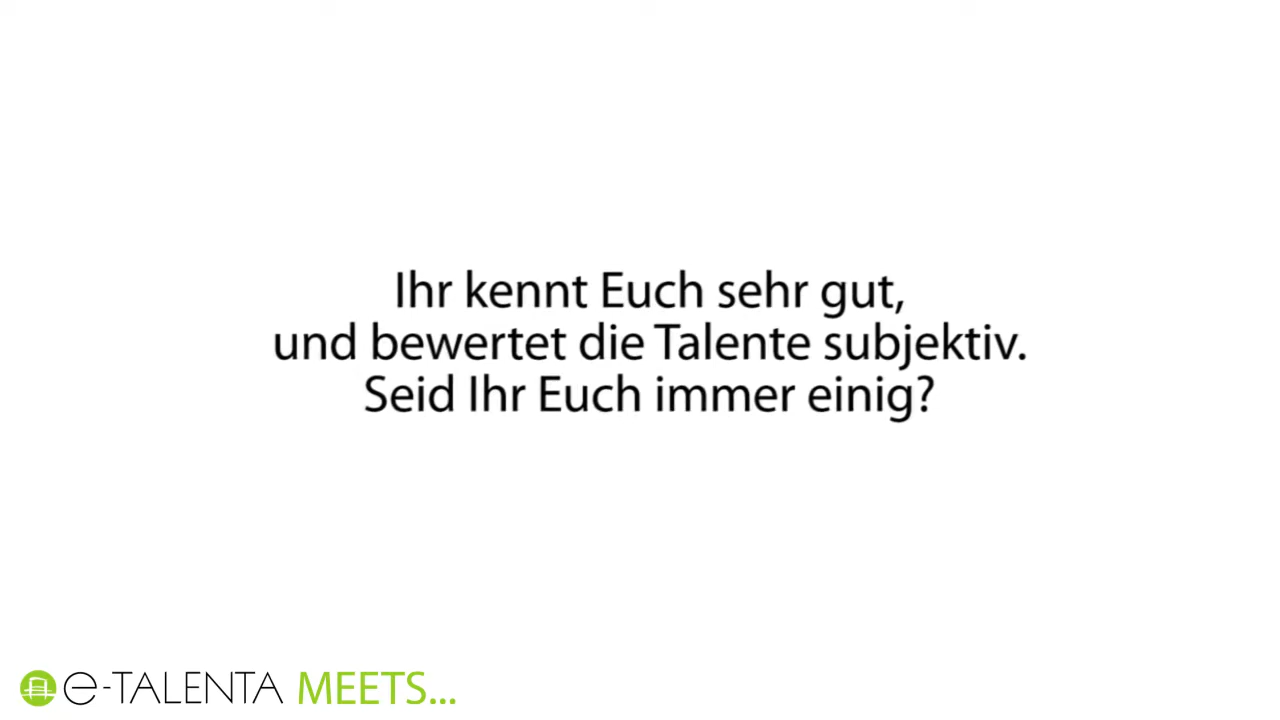 Ihr kennt Euch sehr gut,
und bewertet die Talente subjektiv.
Seid Ihr Euch immer einig?
e-TALENTA MEETS...